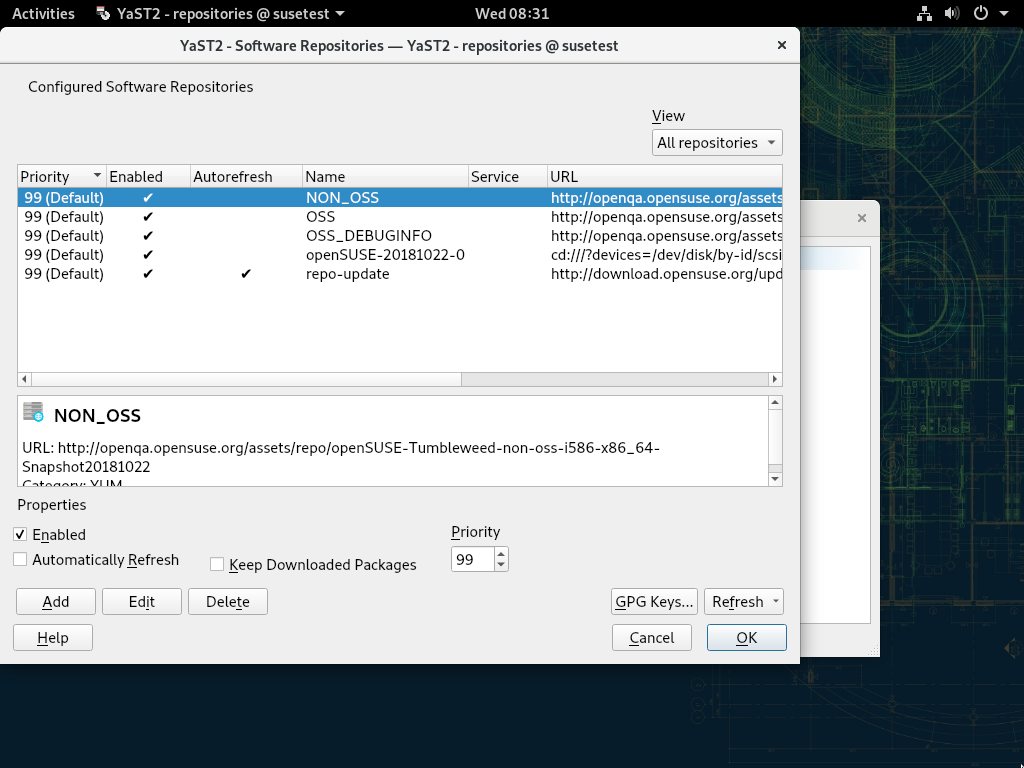 Activities YaST2 - repositories @ susetest Wed 08:31
YaST2 - Software Repositories — YaST2 - repositories @ susetest
Configured Software Repositories
View
All repositories
Priority Enabled Autorefresh Name Service URL
99 (Default) ✔ NON_OSS http://openqa.opensuse.org/assets
99 (Default) ✔ OSS http://openqa.opensuse.org/assets
99 (Default) ✔ OSS_DEBUGINFO http://openqa.opensuse.org/assets
99 (Default) ✔ openSUSE-20181022-0 cd:///?devices=/dev/disk/by-id/scsi
99 (Default) ✔ ✔ repo-update http://download.opensuse.org/upd
NON_OSS
URL: http://openqa.opensuse.org/assets/repo/openSUSE-Tumbleweed-non-oss-i586-x86_64-
Snapshot20181022
Category: YUM
Properties
Enabled
Priority
Automatically Refresh
Keep Downloaded Packages
99
Add Edit Delete GPG Keys... Refresh
Help Cancel OK